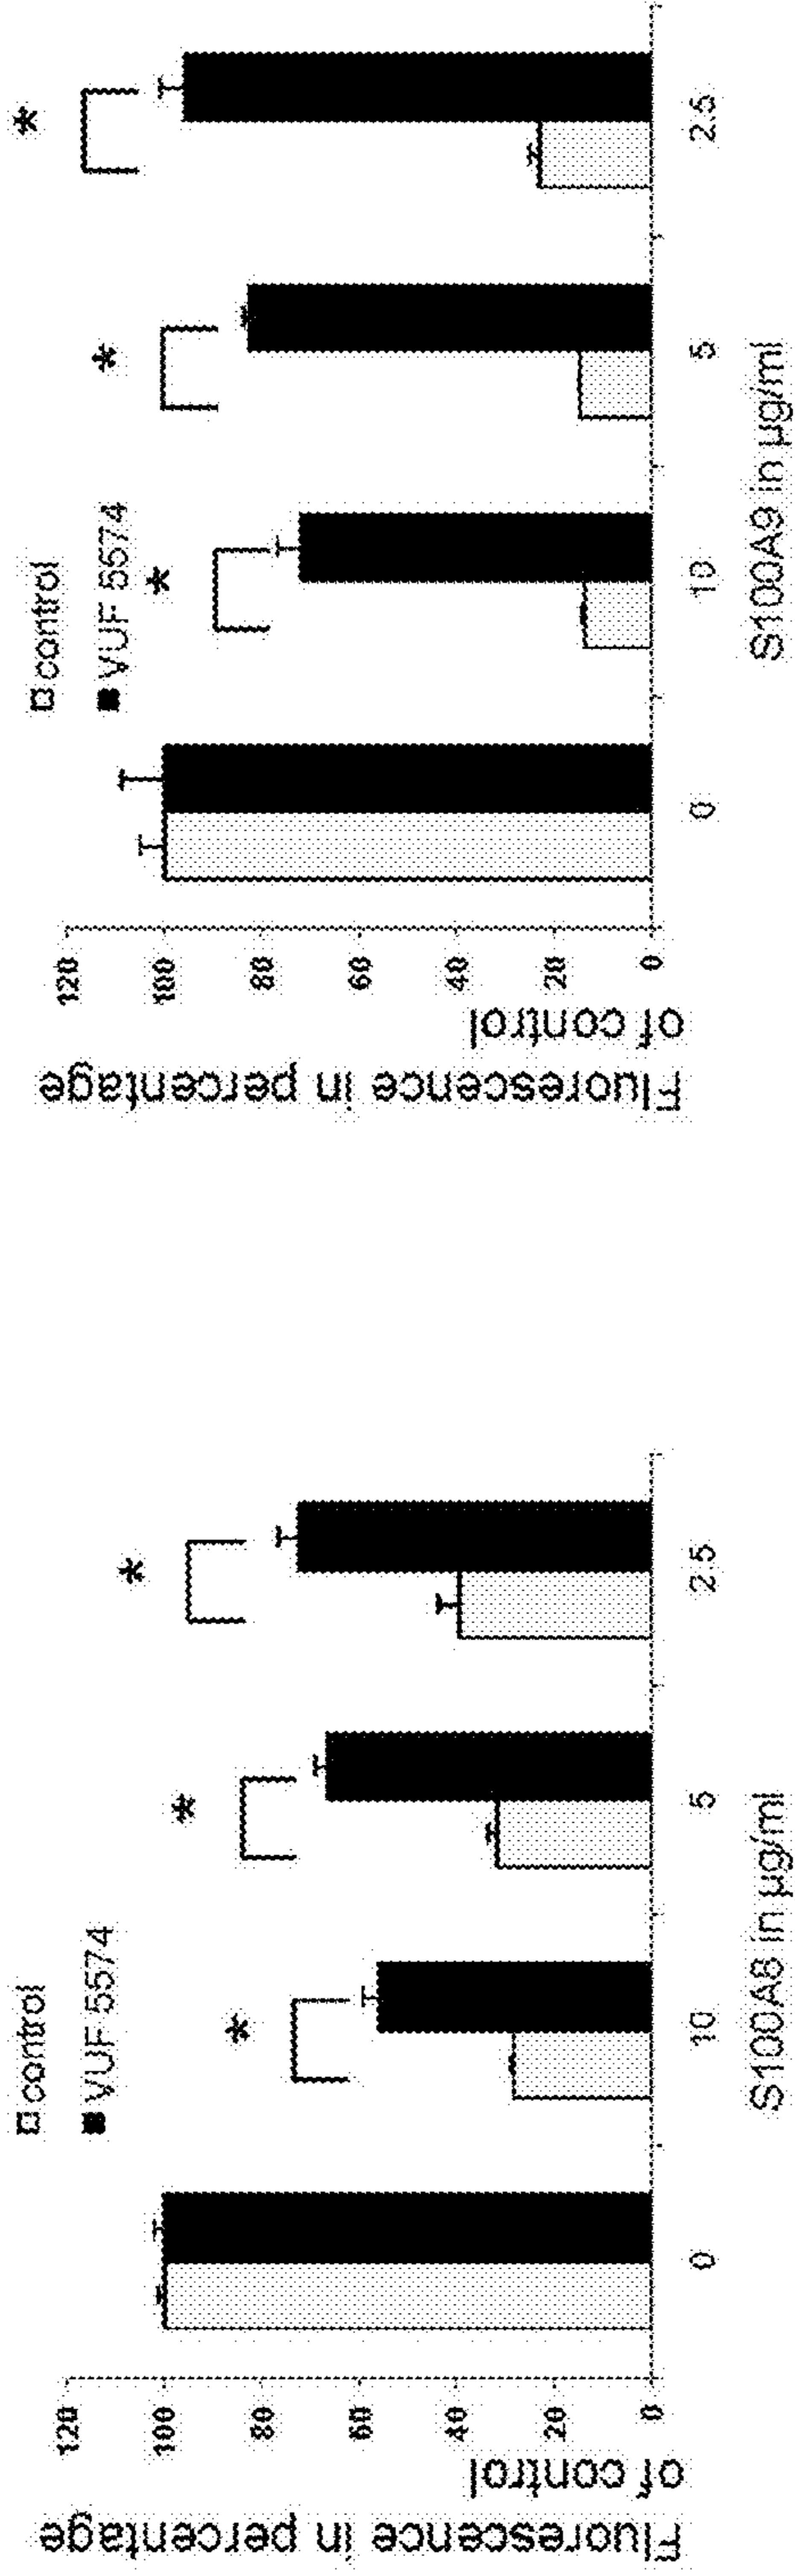 control
VUF 5574
Fluorescence in percentage
of control
120
100
80
60
40
20
0
*
*
*
0
10
5
2.5
S100A8 in µg/ml
control
VUF 5574
Fluorescence in percentage
of control
120
100
80
60
40
20
0
*
*
*
0
10
5
2.5
S100A9 in µg/ml